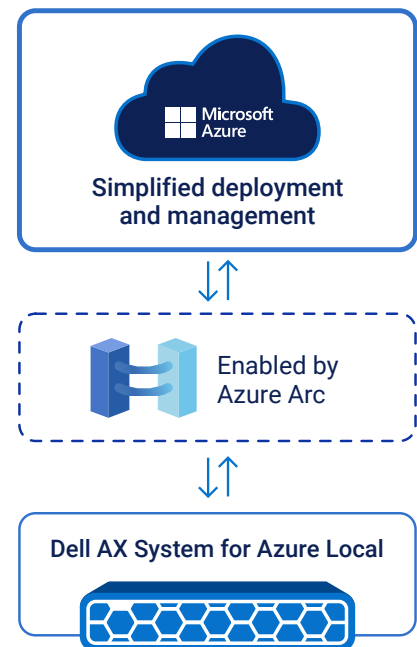 Microsoft
Azure
Simplified deployment
and management
Enabled by
Azure Arc
Dell AX System for Azure Local